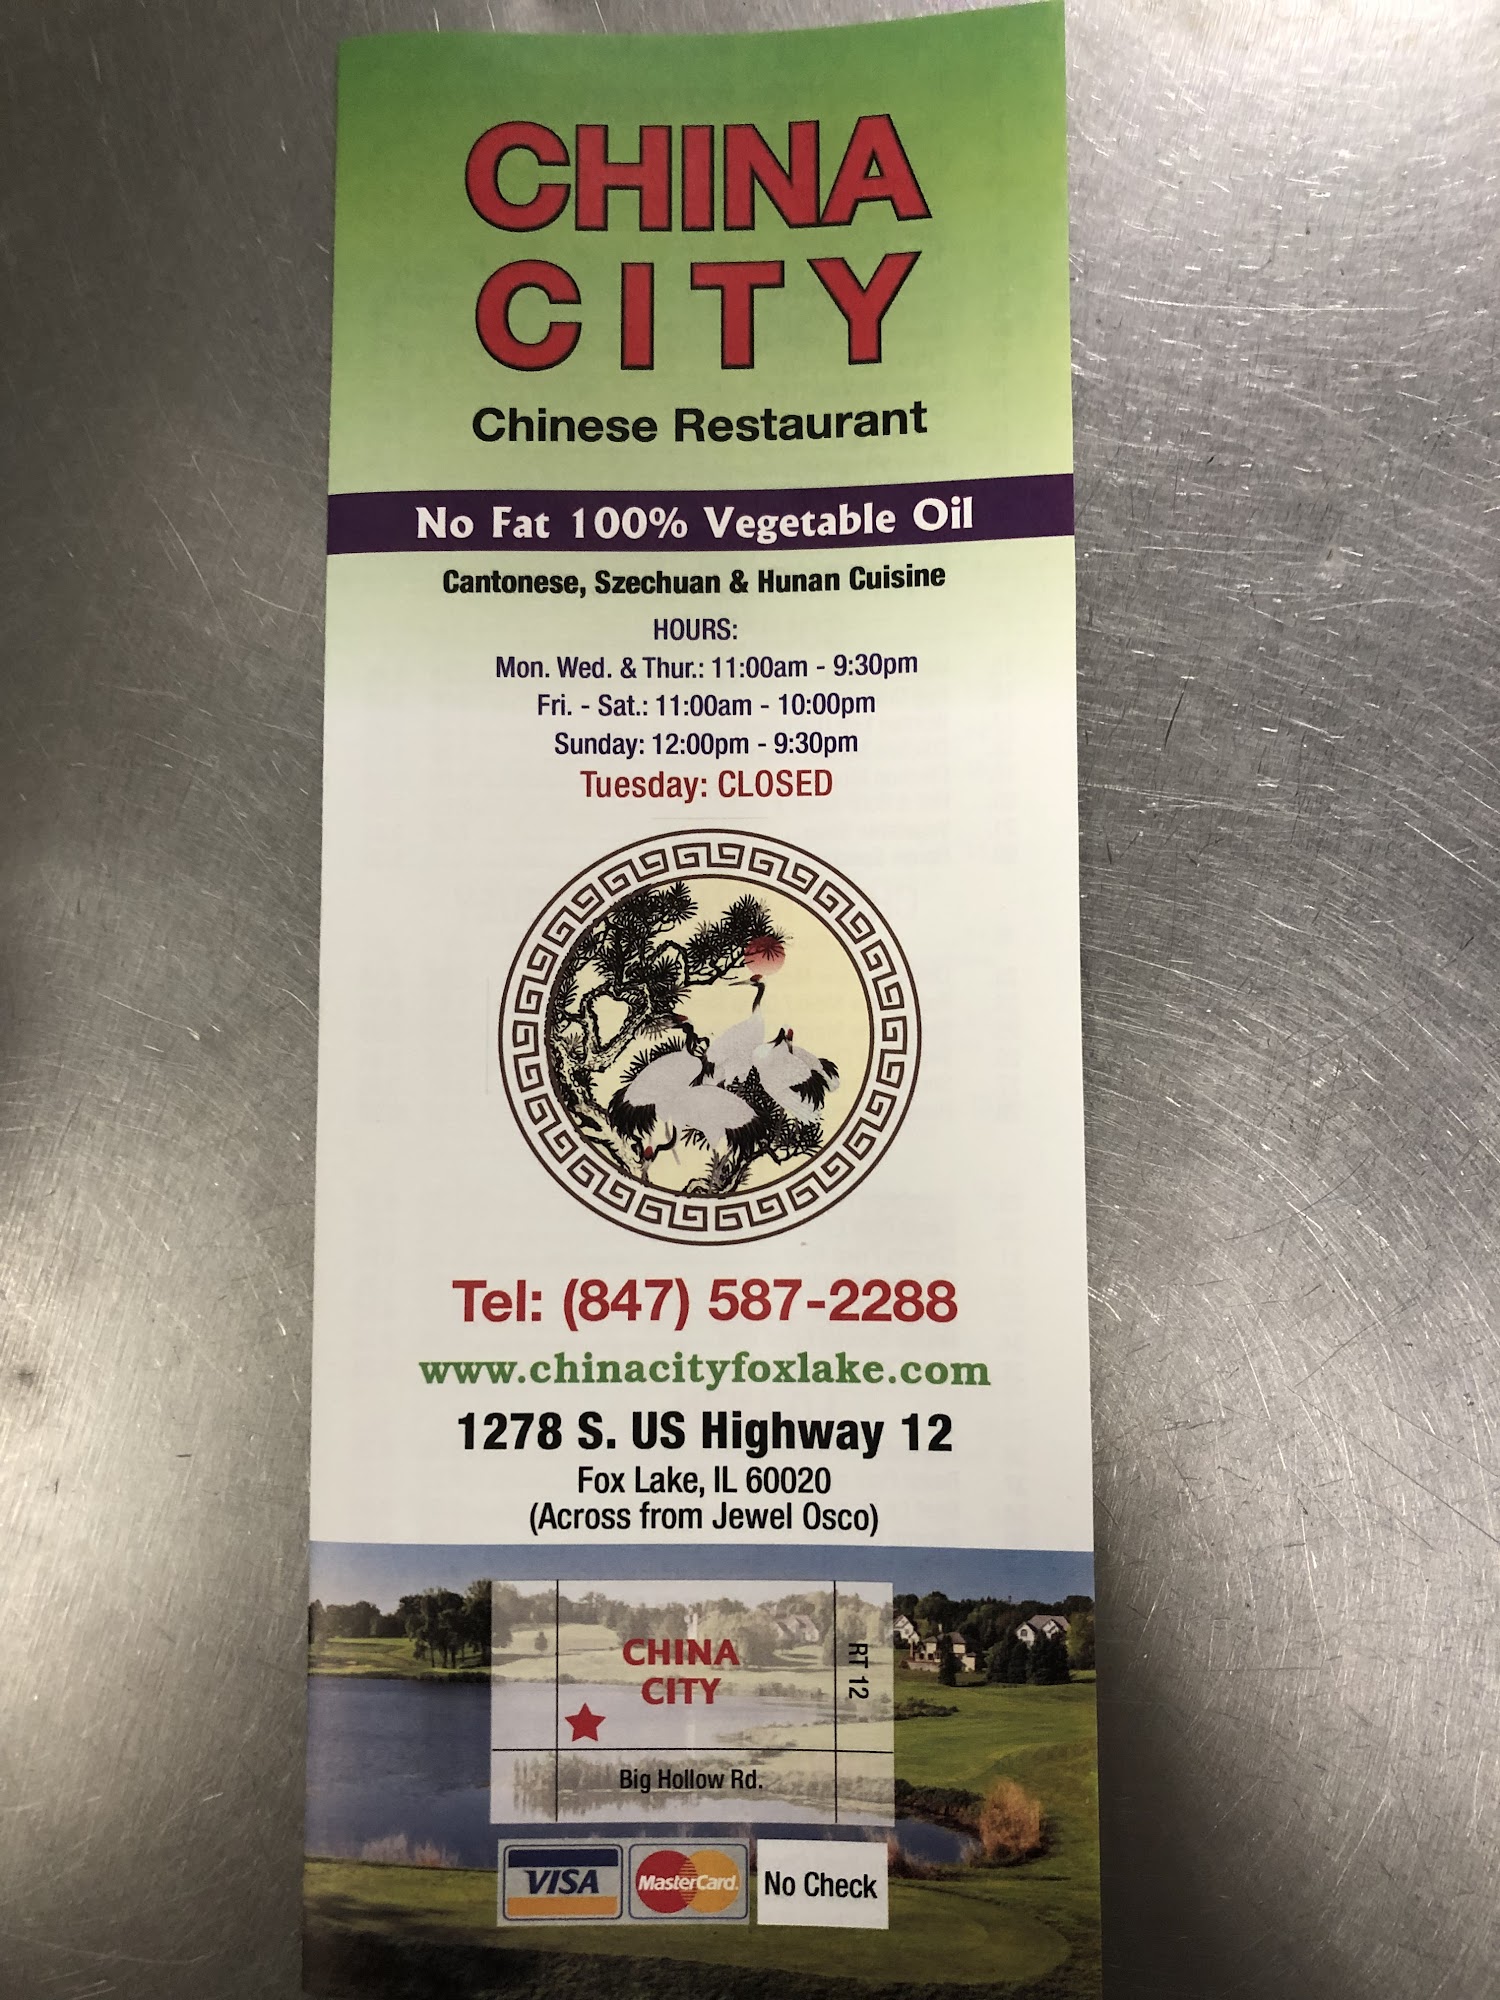 CHINA
CITY
Chinese Restaurant
No Fat 100% Vegetable Oil
Cantonese, Szechuan & Hunan Cuisine
HOURS:
Mon. Wed. & Thur.: 11:00am - 9:30pm
Fri. - Sat.: 11:00am - 10:00pm
Sunday: 12:00pm - 9:30pm
Tuesday: CLOSED
Tel: (847) 587-2288
www.chinacityfoxlake.com
1278 S. US Highway 12
Fox Lake, IL 60020
(Across from Jewel Osco)
CHINA
CITY
RT 12
Big Hollow Rd.
VISA MasterCard. No Check